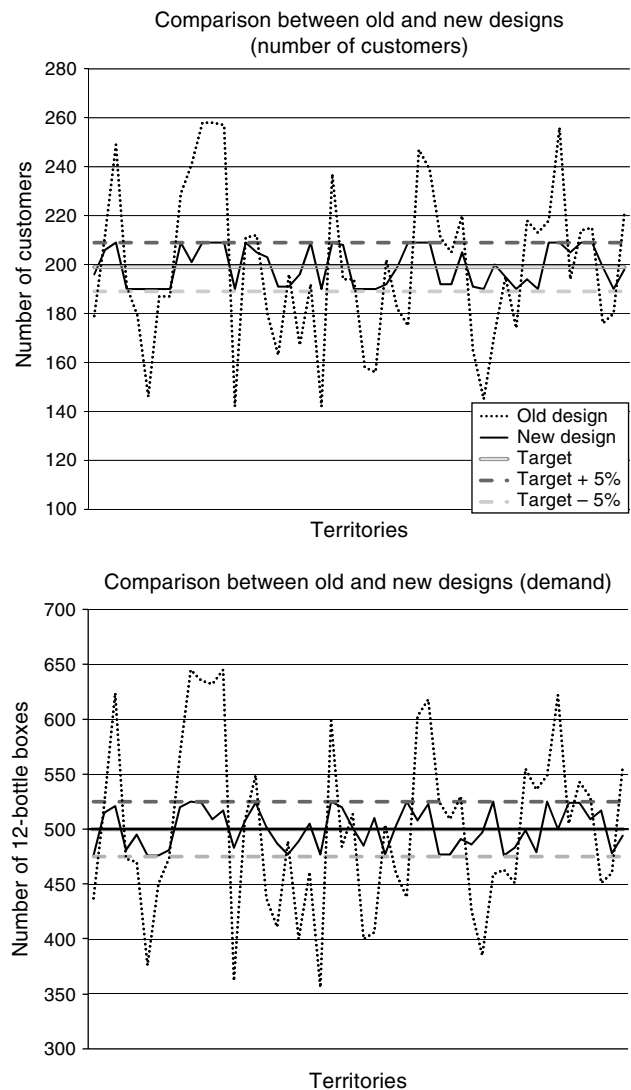 Comparison between old and new designs
(number of customers)
280
260
240
220
200
180
160
140
120
100
Number of customers
Old design
New design
Target
Target + 5%
Target – 5%
Territories
Comparison between old and new designs (demand)
700
650
600
550
500
450
400
350
300
Number of 12-bottle boxes
Territories